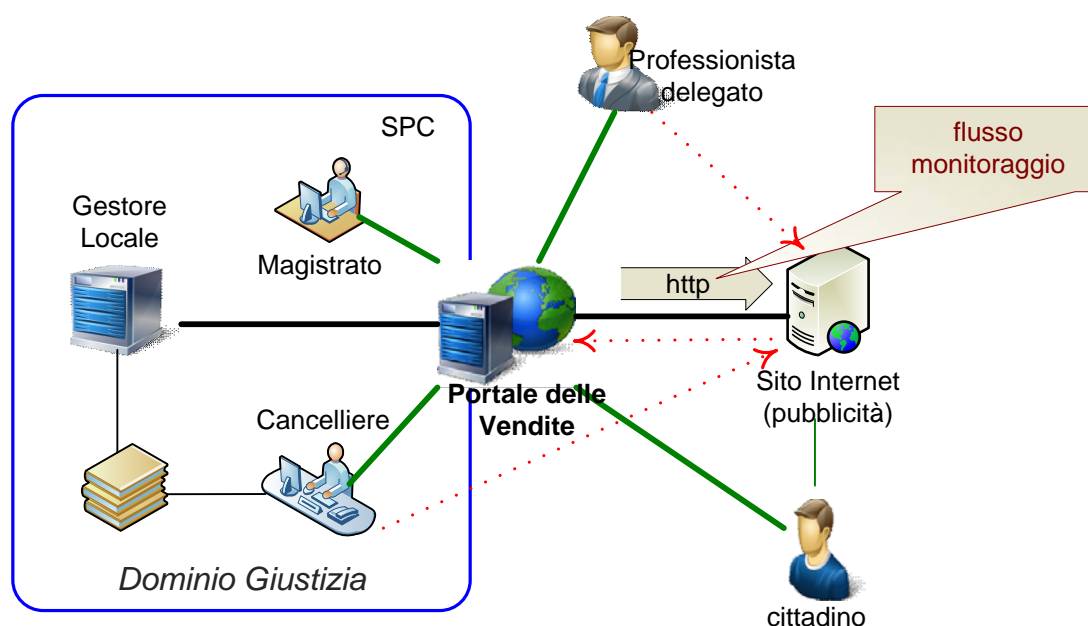 Professionista
delegato
flusso
monitoraggio
SPC
Gestore
Locale
Magistrato
http
Portale delle
Vendite
Sito Internet
(pubblicità)
Cancelliere
Dominio Giustizia
cittadino